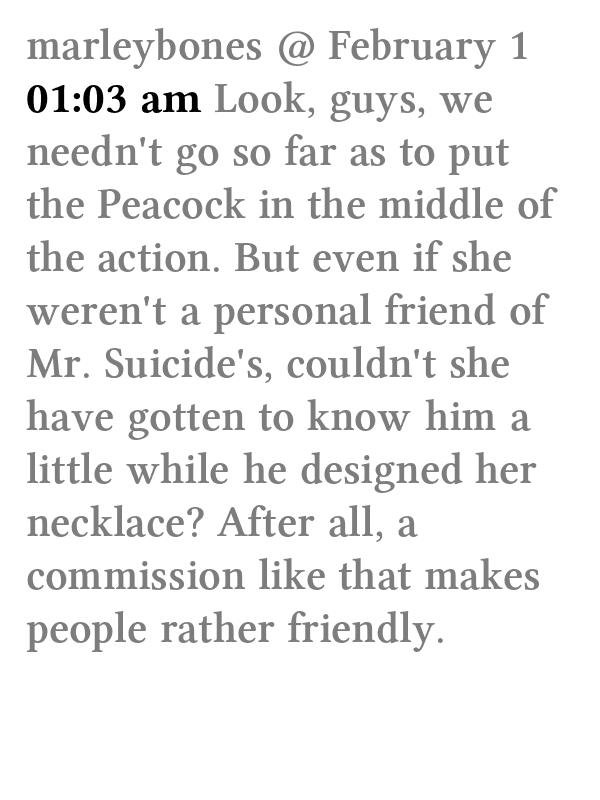 marleybones @ February 1
01:03 am Look, guys, we
needn't go so far as to put
the Peacock in the middle of
the action. But even if she
weren't a personal friend of
Mr. Suicide's, couldn't she
have gotten to know him a
little while he designed her
necklace? After all, a
commission like that makes
people rather friendly.